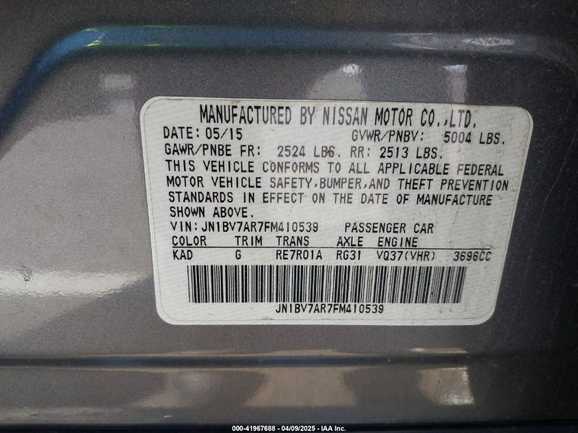 MANUFACTURED BY NISSAN MOTOR CO.,LTD.
DATE: 05/15 GVWR/PNBV: 5004 LBS.
GAWR/PNBE FR: 2524 LBS. RR: 2513 LBS.
THIS VEHICLE CONFORMS TO ALL APPLICABLE FEDERAL
MOTOR VEHICLE SAFETY,BUMPER,AND THEFT PREVENTION
STANDARDS IN EFFECT ON THE DATE OF MANUFACTURE
SHOWN ABOVE.
VIN: JN1BV7AR7FM410539 PASSENGER CAR
COLOR TRIM TRANS AXLE ENGINE
KAD G RE7R01A RG31 VQ37(VHR) 3696CC
JN1BV7AR7FM410539
000-41967688 - 04/09/2025 - IAA Inc.